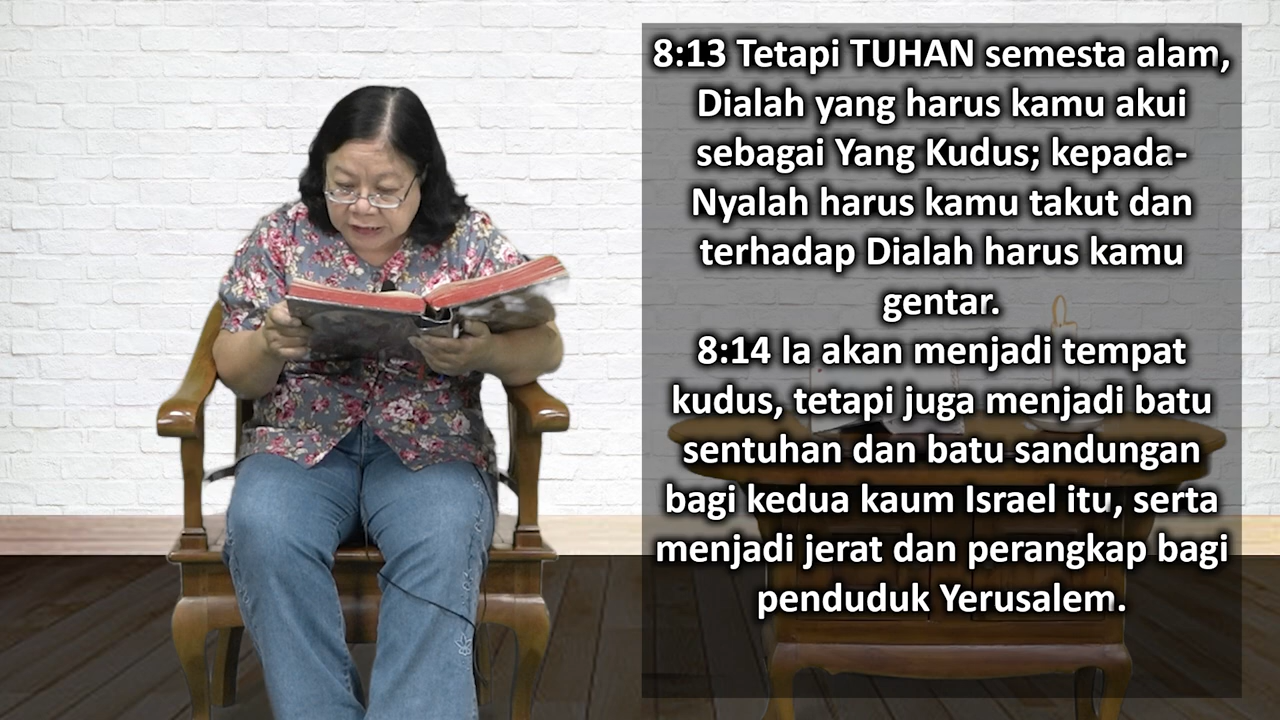 8:13 Tetapi TUHAN semesta alam,
Dialah yang harus kamu akui
sebagai Yang Kudus; kepada-
Nyalah harus kamu takut dan
terhadap Dialah harus kamu
gentar.
8:14 Ia akan menjadi tempat
kudus, tetapi juga menjadi batu
sentuhan dan batu sandungan
bagi kedua kaum Israel itu, serta
menjadi jerat dan perangkap bagi
penduduk Yerusalem.